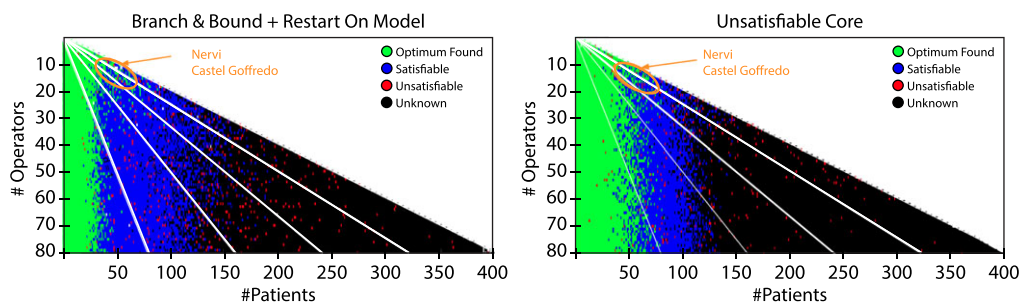 Branch & Bound + Restart On Model
Nervi
Castel Goffredo
Optimum Found
Satisfiable
Unsatisfiable
Unknown
# Operators
10
20
30
40
50
60
70
80
50
100
150
200
250
300
350
400
#Patients
Unsatisfiable Core
Nervi
Castel Goffredo
Optimum Found
Satisfiable
Unsatisfiable
Unknown
# Operators
10
20
30
40
50
60
70
80
50
100
150
200
250
300
350
400
#Patients